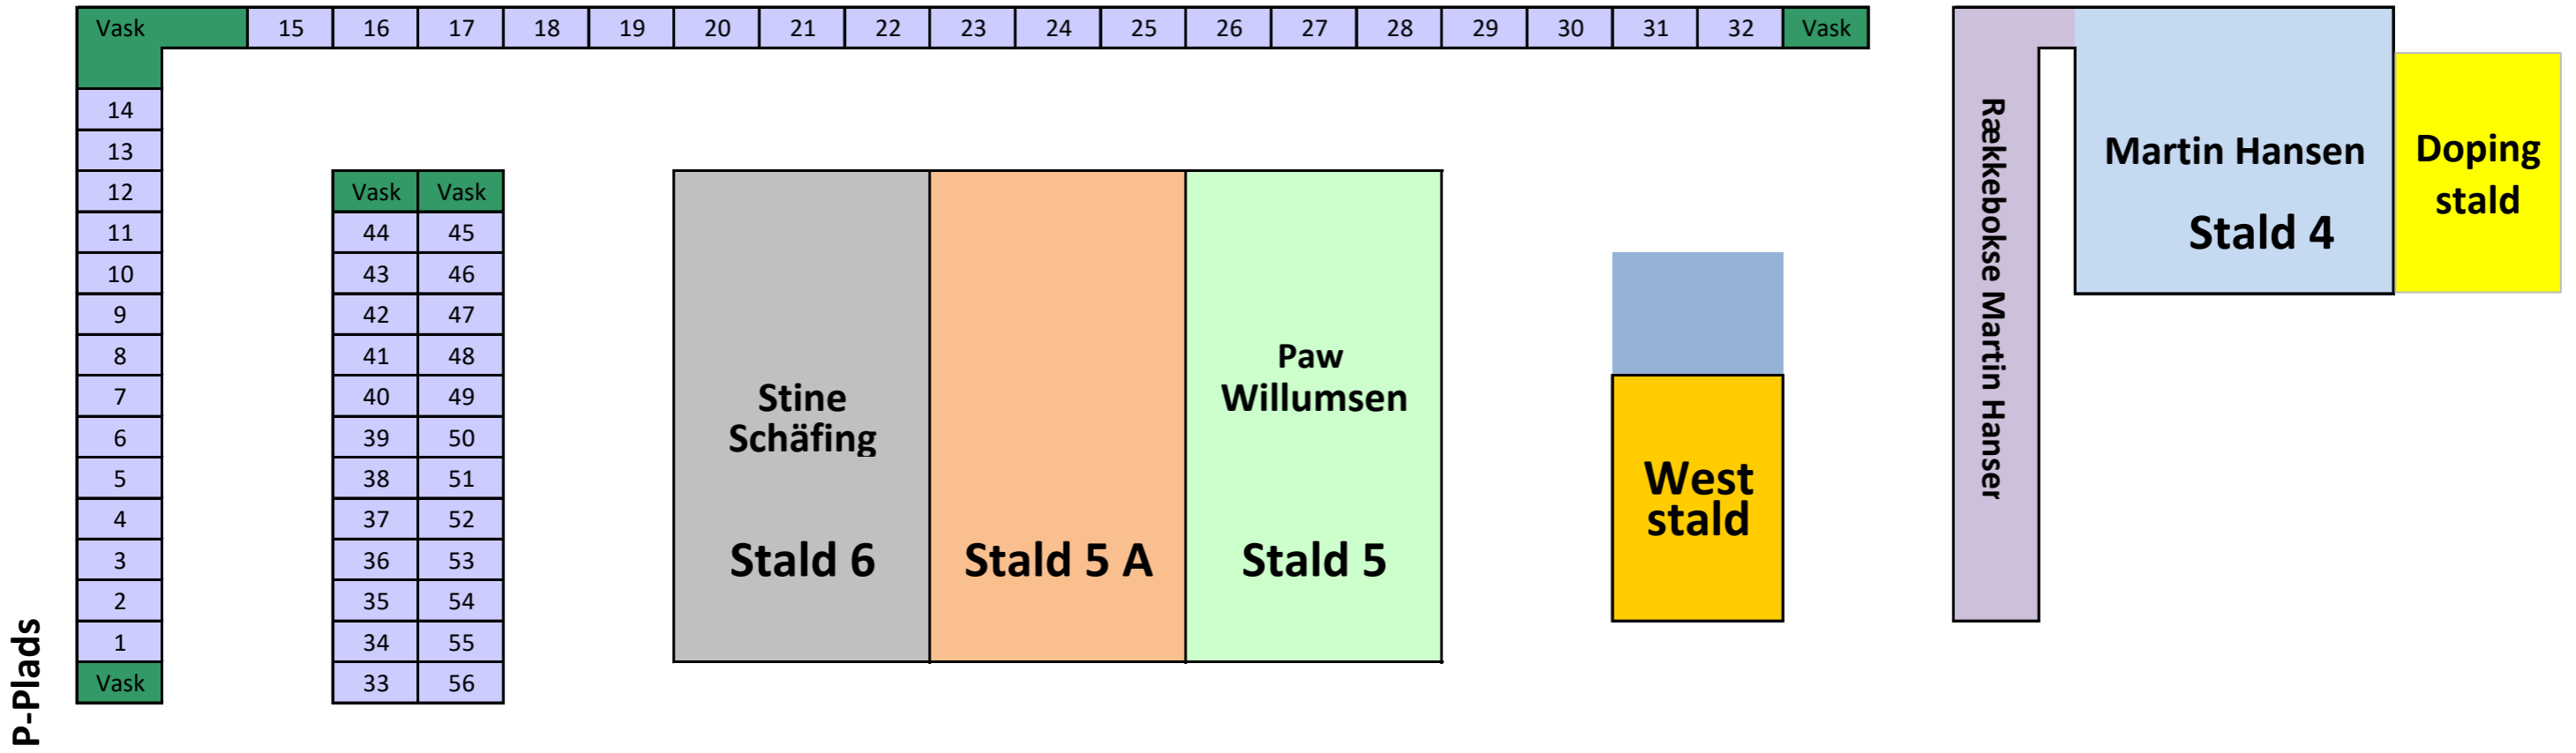 Vask 15 16 17 18 19 20 21 22 23 24 25 26 27 28 29 30 31 32 Vask
14
13
12
11
10
9
8
7
6
5
4
3
2
1
Vask
P-Plads
Vask Vask
44 45
43 46
42 47
41 48
40 49
39 50
38 51
37 52
36 53
35 54
34 55
33 56
Stine
Schäfing
Stald 6
Stald 5 A
Paw
Willumsen
Stald 5
West
stald
Rækkebokse Martin Hanser
Martin Hansen
Stald 4
Doping
stald